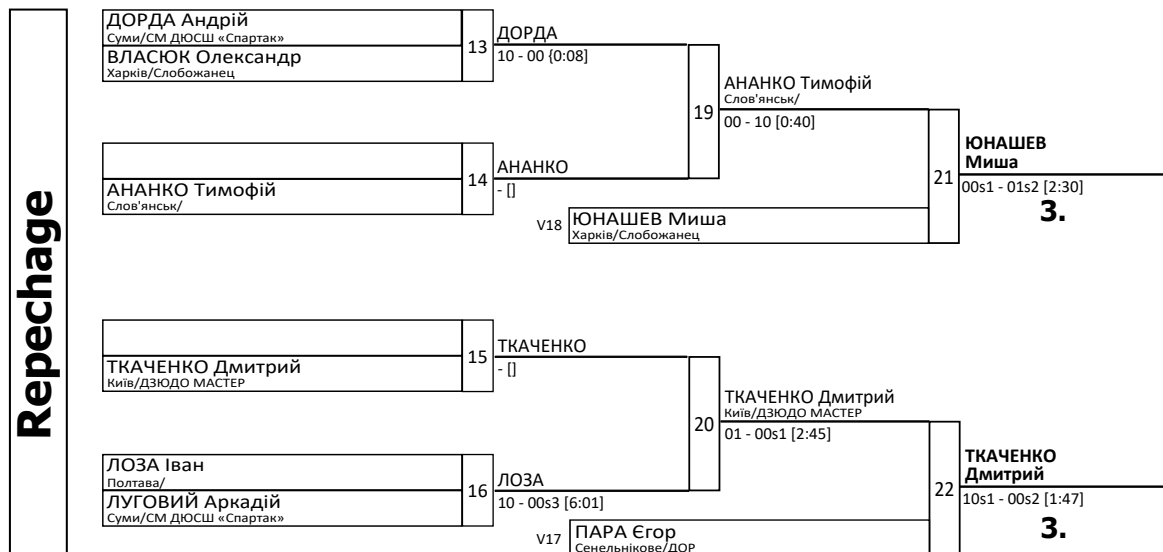 Repechage
ДОРДА Андрій
Суми/СМ ДЮСШ «Спартак»
ВЛАСЮК Олександр
Харків/Слобожанец
13
ДОРДА
10 - 00 {0:08]
АНАНКО Тимофій
Слов'янськ/
14
АНАНКО
- []
19
АНАНКО Тимофій
Слов'янськ/
00 - 10 [0:40]
V18
ЮНАШЕВ Миша
Харків/Слобожанец
21
ЮНАШЕВ
Миша
00s1 - 01s2 [2:30]
3.
ТКАЧЕНКО Дмитрий
Київ/ДЗЮДО МАСТЕР
15
ТКАЧЕНКО
- []
ЛОЗА Іван
Полтава/
ЛУГОВИЙ Аркадій
Суми/СМ ДЮСШ «Спартак»
16
ЛОЗА
10 - 00s3 [6:01]
20
ТКАЧЕНКО Дмитрий
Київ/ДЗЮДО МАСТЕР
01 - 00s1 [2:45]
V17
ПАРА Єгор
Сенельнікове/ДОР
22
ТКАЧЕНКО
Дмитрий
10s1 - 00s2 [1:47]
3.